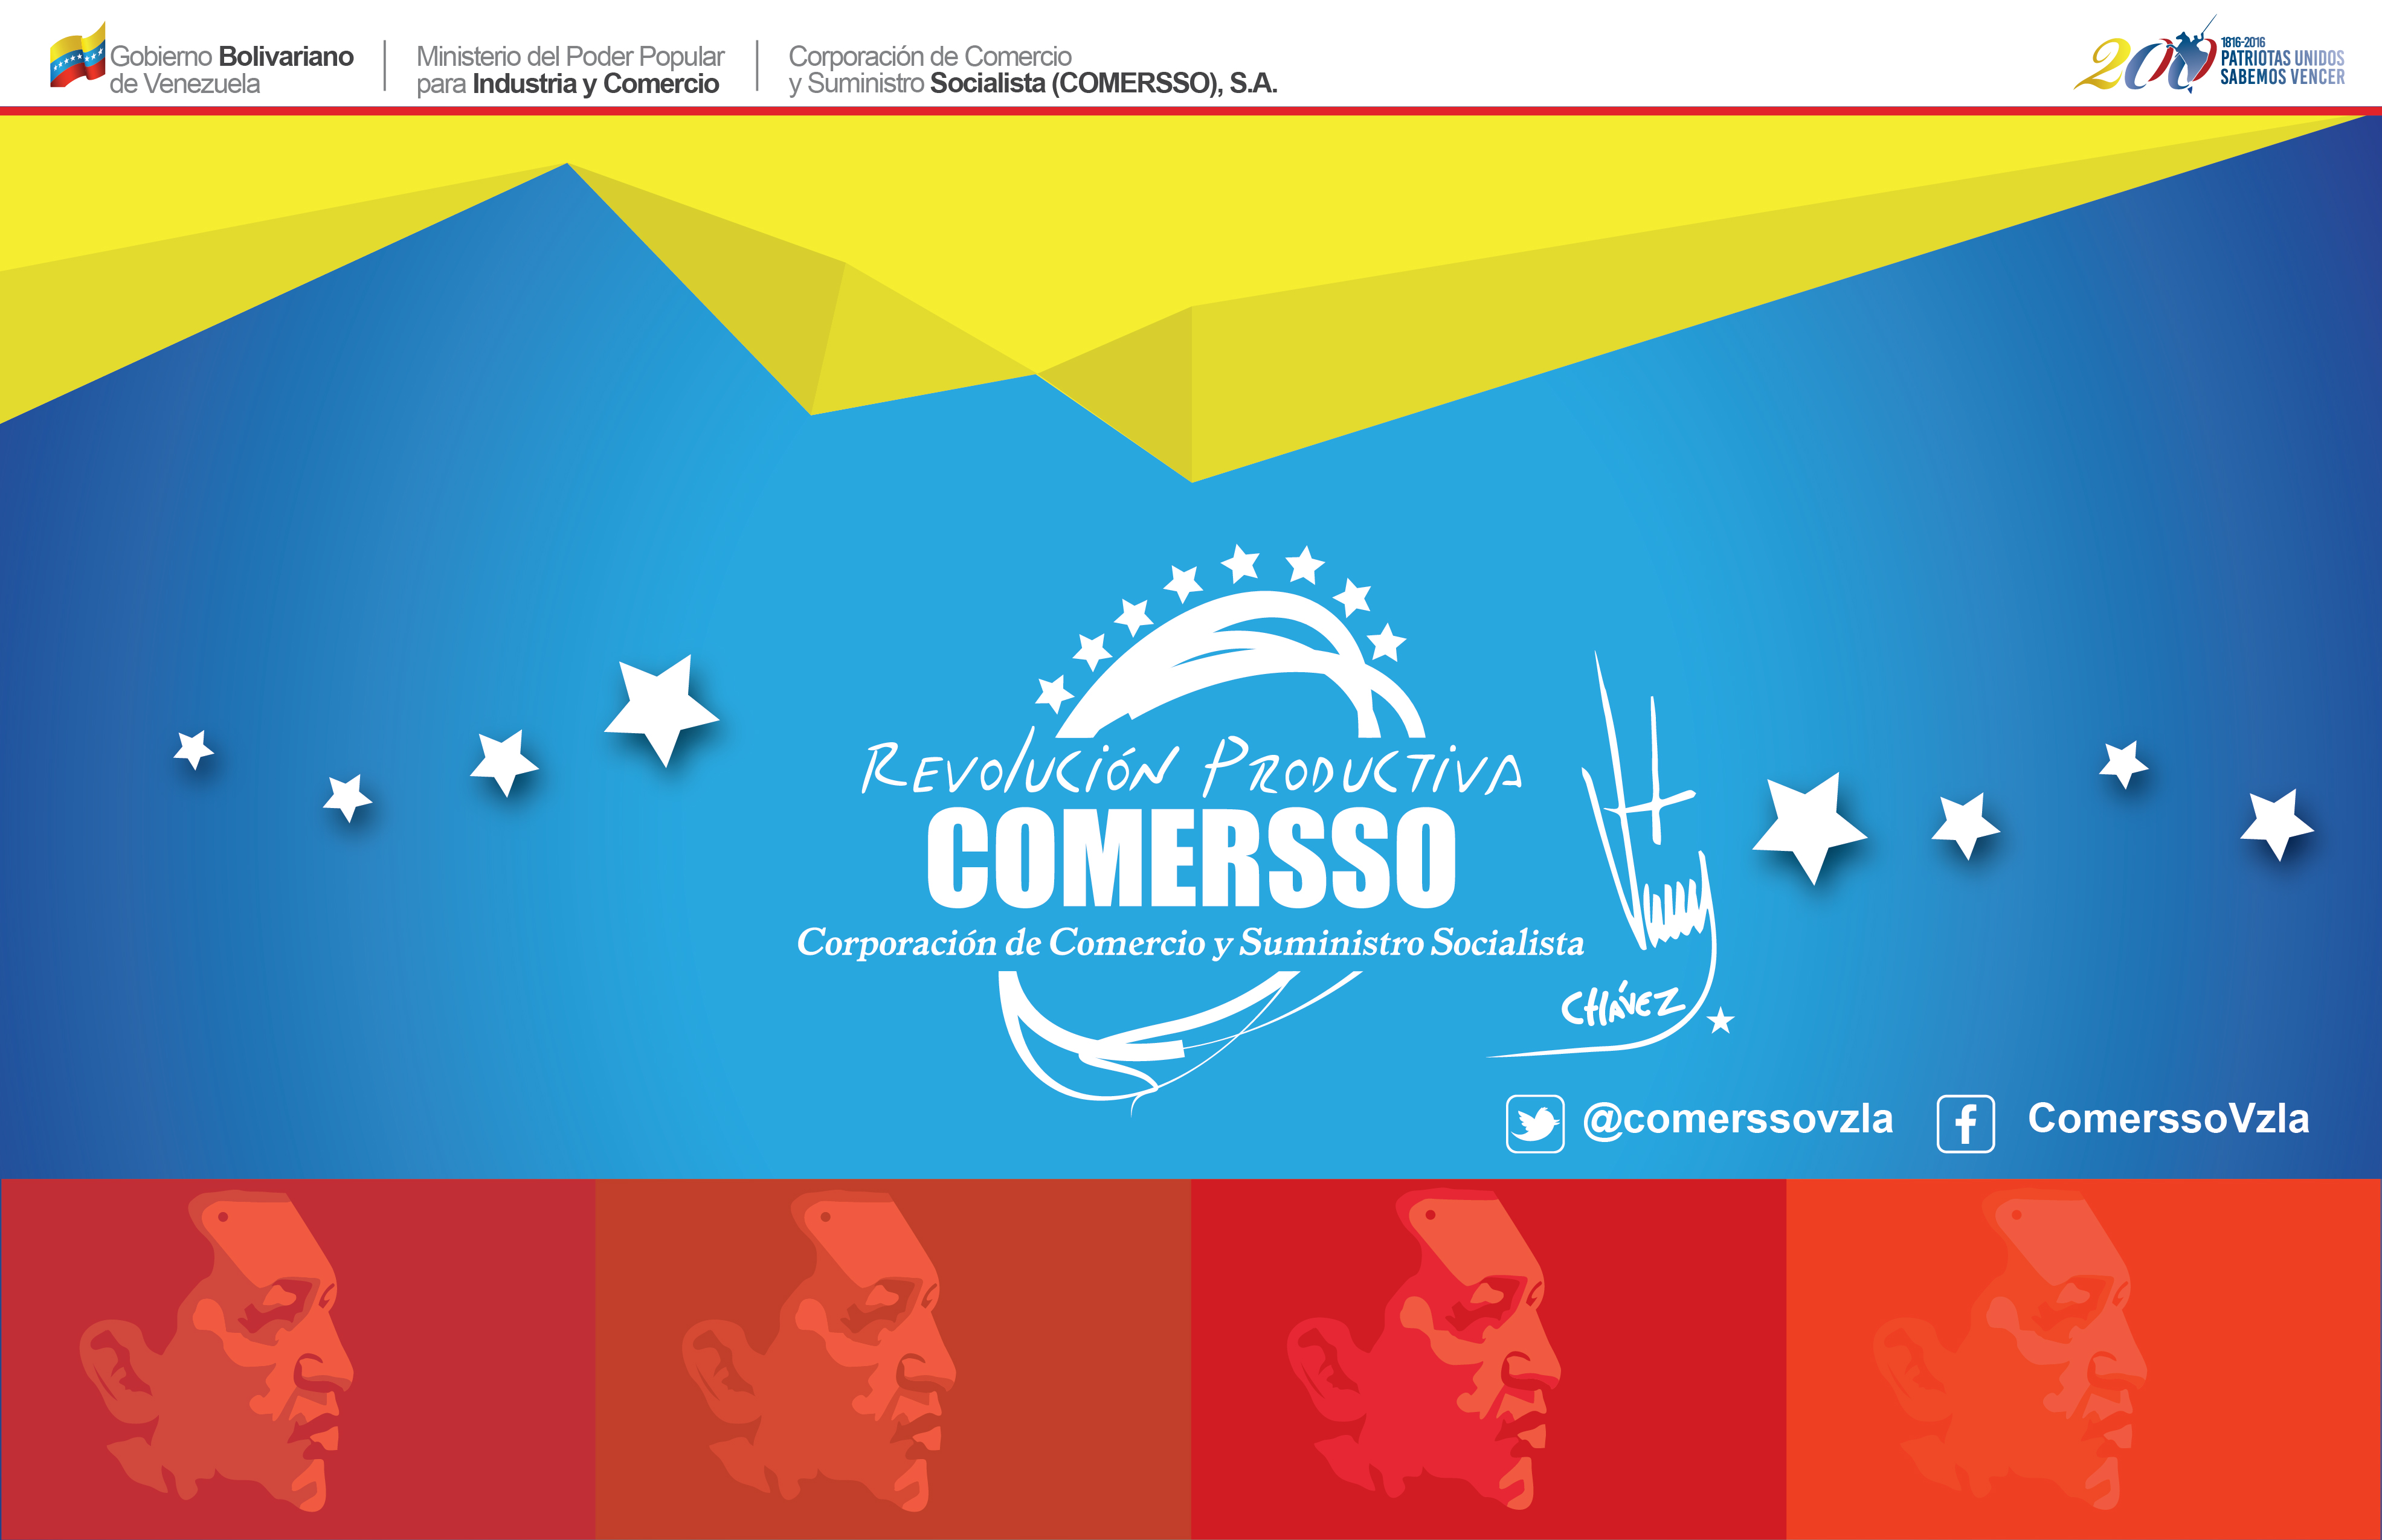 Gobierno Bolivariano
de Venezuela
Ministerio del Poder Popular
para Industria y Comercio
Corporación de Comercio
y Suministro Socialista (COMERSSO), S.A.
200
1816-2016
PATRIOTAS UNIDOS
SABEMOS VENCER
REVOLUCIÓN PRODUCTIVA
COMERSSO
Corporación de Comercio y Suministro Socialista
CHÁVEZ
@comerssovzla
ComerssoVzla